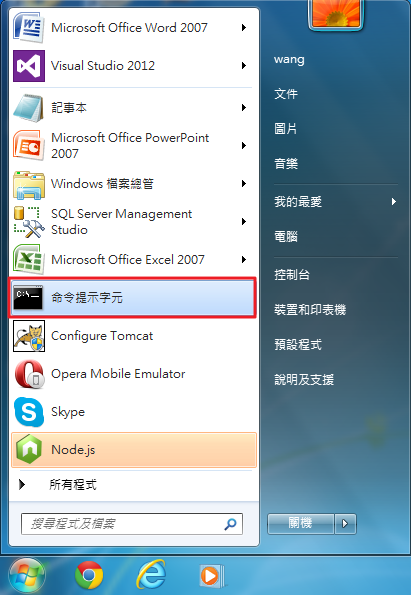 Microsoft Office Word 2007
Visual Studio 2012
記事本
Microsoft Office PowerPoint
2007
Windows 檔案總管
SQL Server Management
Studio
Microsoft Office Excel 2007
C:\_
命令提示字元
Configure Tomcat
Opera Mobile Emulator
Skype
Node.js
所有程式
搜尋程式及檔案
wang
文件
圖片
音樂
我的最愛
電腦
控制台
裝置和印表機
預設程式
說明及支援
關機